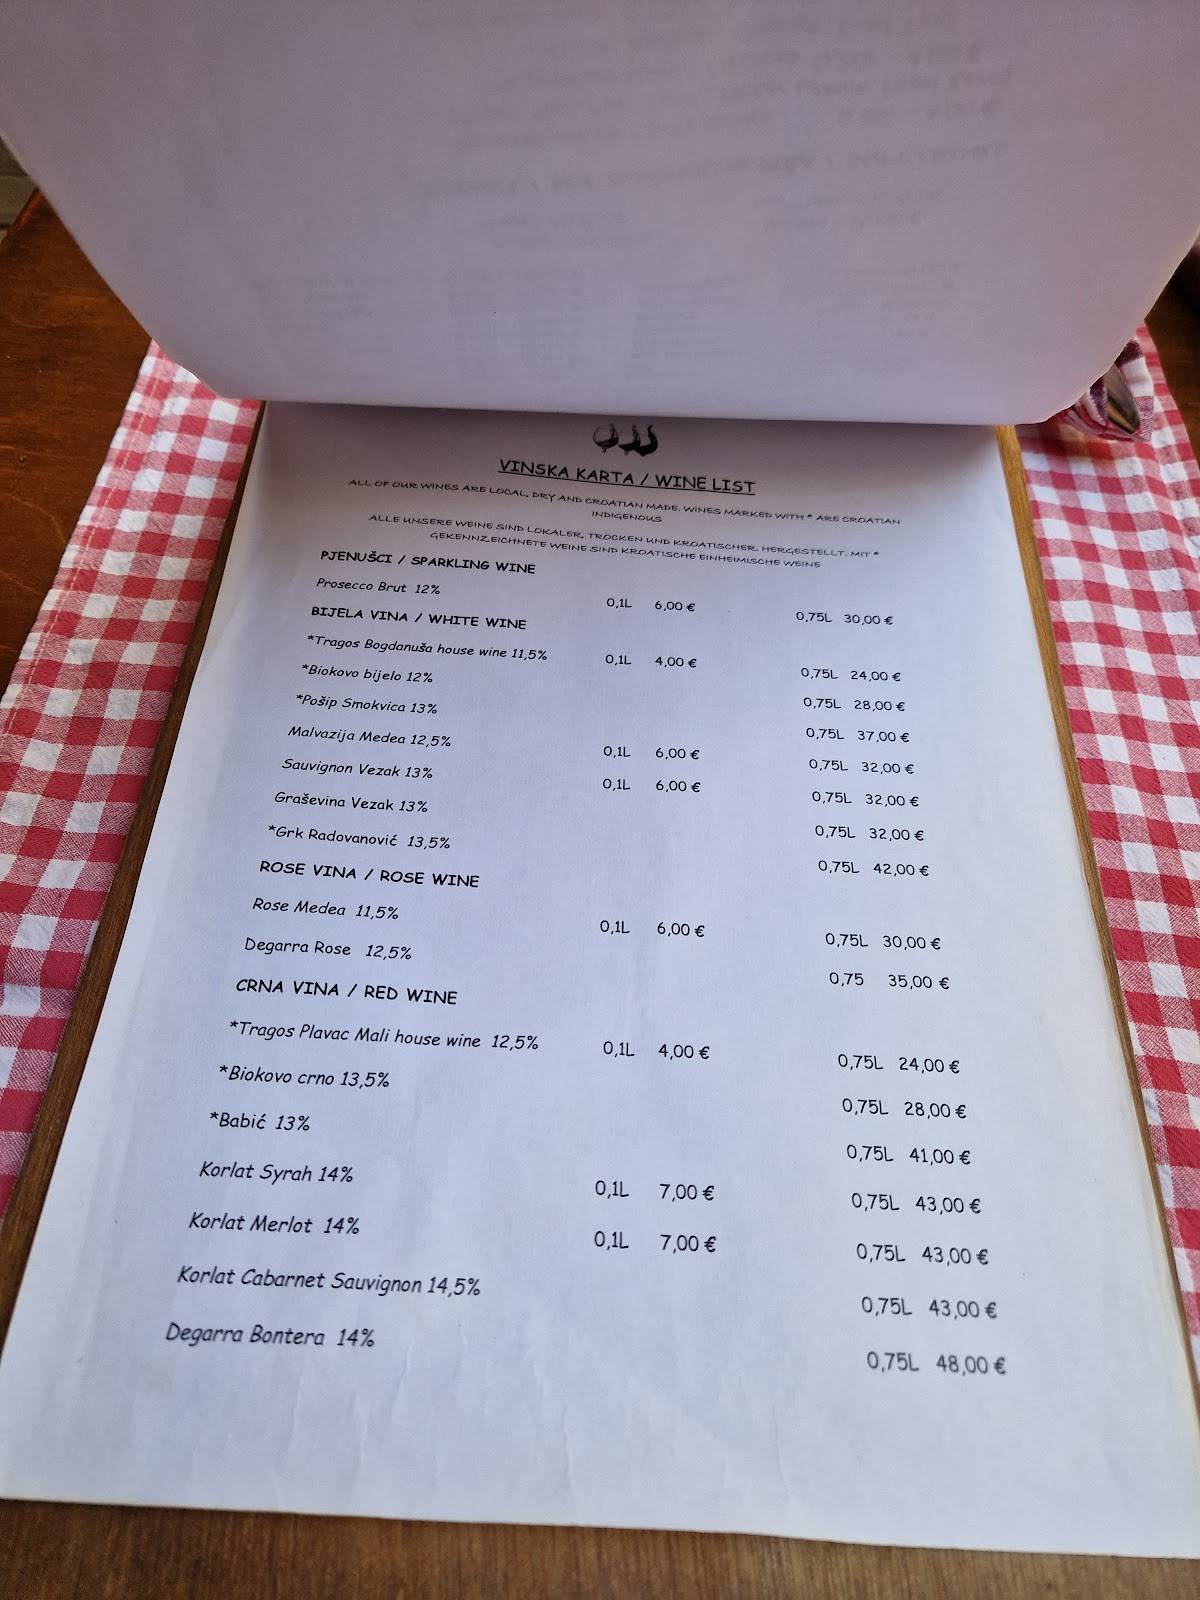 VINSKA KARTA / WINE LIST
ALL OF OUR WINES ARE LOCAL, DRY AND CROATIAN MADE. WINES MARKED WITH * ARE CROATIAN
INDIGENOUS
ALLE UNSERE WEINE SIND LOKALER, TROCKEN UND KROATISCHER HERGESTELLT. MIT *
GEKENNZEICHNETE WEINE SIND KROATISCHE EINHEIMISCHE WEINE
PJENUŠCI / SPARKLING WINE
Prosecco Brut 12% 0,1L 6,00 € 0,75L 30,00 €
BIJELA VINA / WHITE WINE
*Tragos Bogdanuša house wine 11,5% 0,1L 4,00 € 0,75L 24,00 €
*Biokovo bijelo 12% 0,75L 28,00 €
*Pošip Smokvica 13% 0,75L 37,00 €
Malvazija Medea 12,5% 0,1L 6,00 € 0,75L 32,00 €
Sauvignon Vezak 13% 0,1L 6,00 € 0,75L 32,00 €
Graševina Vezak 13% 0,75L 32,00 €
*Grk Radovanović 13,5% 0,75L 42,00 €
ROSE VINA / ROSE WINE
Rose Medea 11,5% 0,1L 6,00 € 0,75L 30,00 €
Degarra Rose 12,5% 0,75 35,00 €
CRNA VINA / RED WINE
*Tragos Plavac Mali house wine 12,5% 0,1L 4,00 € 0,75L 24,00 €
*Biokovo crno 13,5% 0,75L 28,00 €
*Babić 13% 0,75L 41,00 €
Korlat Syrah 14% 0,1L 7,00 € 0,75L 43,00 €
Korlat Merlot 14% 0,1L 7,00 € 0,75L 43,00 €
Korlat Cabarnet Sauvignon 14,5% 0,75L 43,00 €
Degarra Bontera 14% 0,75L 48,00 €